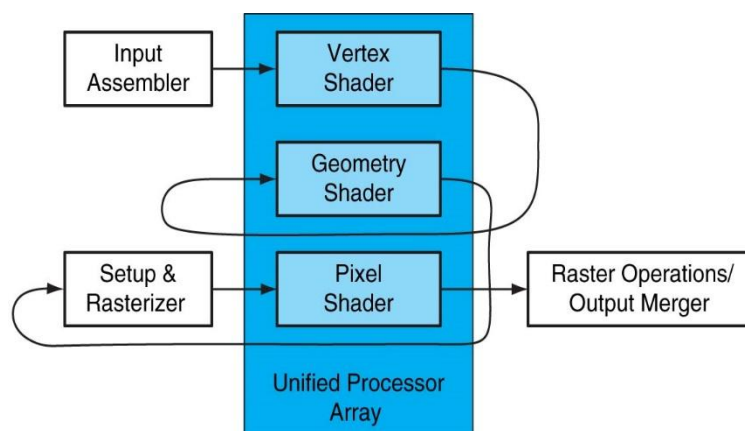 Input
Assembler
Vertex
Shader
Geometry
Shader
Setup &
Rasterizer
Pixel
Shader
Raster Operations/
Output Merger
Unified Processor
Array